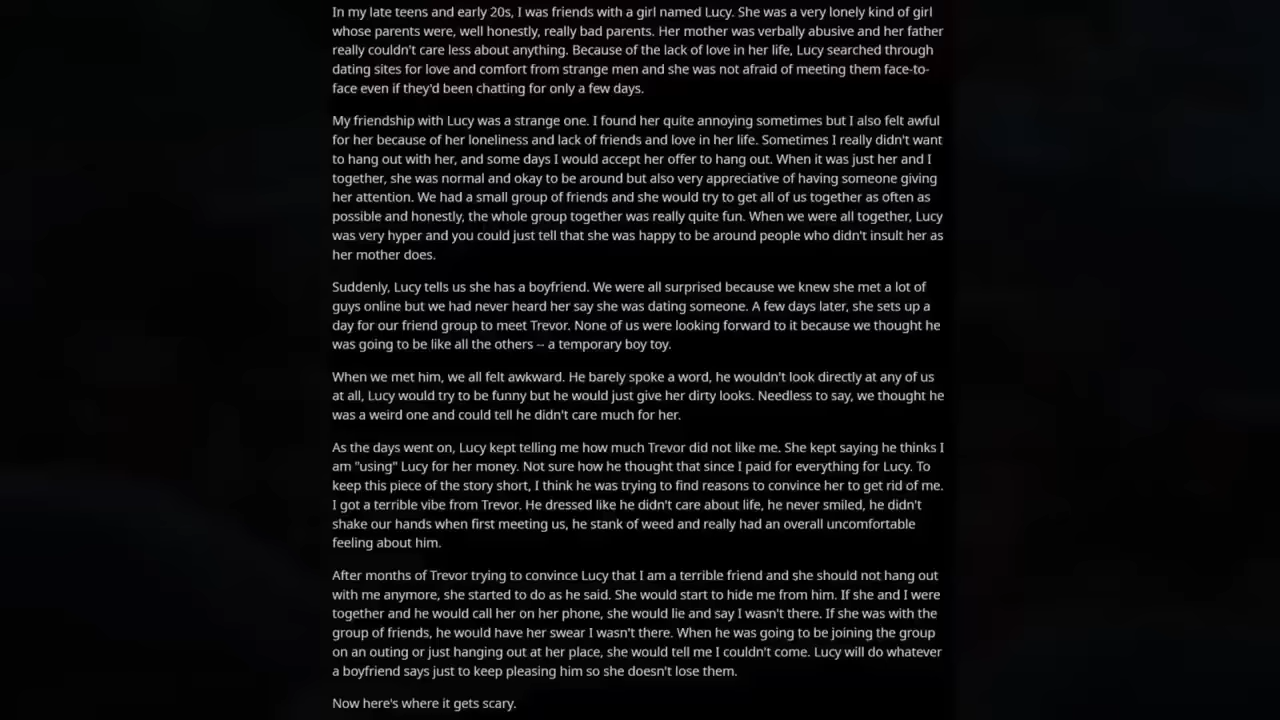 In my late teens and early 20s, I was friends with a girl named Lucy. She was a very lonely kind of girl
whose parents were, well honestly, really bad parents. Her mother was verbally abusive and her father
really couldn't care less about anything. Because of the lack of love in her life, Lucy searched through
dating sites for love and comfort from strange men and she was not afraid of meeting them face-to-
face even if they'd been chatting for only a few days.
My friendship with Lucy was a strange one. I found her quite annoying sometimes but I also felt awful
for her because of her loneliness and lack of friends and love in her life. Sometimes I really didn't want
to hang out with her, and some days I would accept her offer to hang out. When it was just her and I
together, she was normal and okay to be around but also very appreciative of having someone giving
her attention. We had a small group of friends and she would try to get all of us together as often as
possible and honestly, the whole group together was really quite fun. When we were all together, Lucy
was very hyper and you could just tell that she was happy to be around people who didn't insult her as
her mother does.
Suddenly, Lucy tells us she has a boyfriend. We were all surprised because we knew she met a lot of
guys online but we had never heard her say she was dating someone. A few days later, she sets up a
day for our friend group to meet Trevor. None of us were looking forward to it because we thought he
was going to be like all the others -- a temporary boy toy.
When we met him, we all felt awkward. He barely spoke a word, he wouldn't look directly at any of us
at all, Lucy would try to be funny but he would just give her dirty looks. Needless to say, we thought he
was a weird one and could tell he didn't care much for her.
As the days went on, Lucy kept telling me how much Trevor did not like me. She kept saying he thinks I
am "using" Lucy for her money. Not sure how he thought that since I paid for everything for Lucy. To
keep this piece of the story short, I think he was trying to find reasons to convince her to get rid of me.
I got a terrible vibe from Trevor. He dressed like he didn't care about life, he never smiled, he didn't
shake our hands when first meeting us, he stank of weed and really had an overall uncomfortable
feeling about him.
After months of Trevor trying to convince Lucy that I am a terrible friend and she should not hang out
with me anymore, she started to do as he said. She would start to hide me from him. If she and I were
together and he would call her on her phone, she would lie and say I wasn't there. If she was with the
group of friends, he would have her swear I wasn't there. When he was going to be joining the group
on an outing or just hanging out at her place, she would tell me I couldn't come. Lucy will do whatever
a boyfriend says just to keep pleasing him so she doesn't lose them.
Now here's where it gets scary.